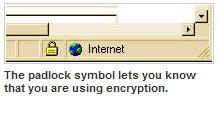 Internet
The padlock symbol lets you know
that you are using encryption.